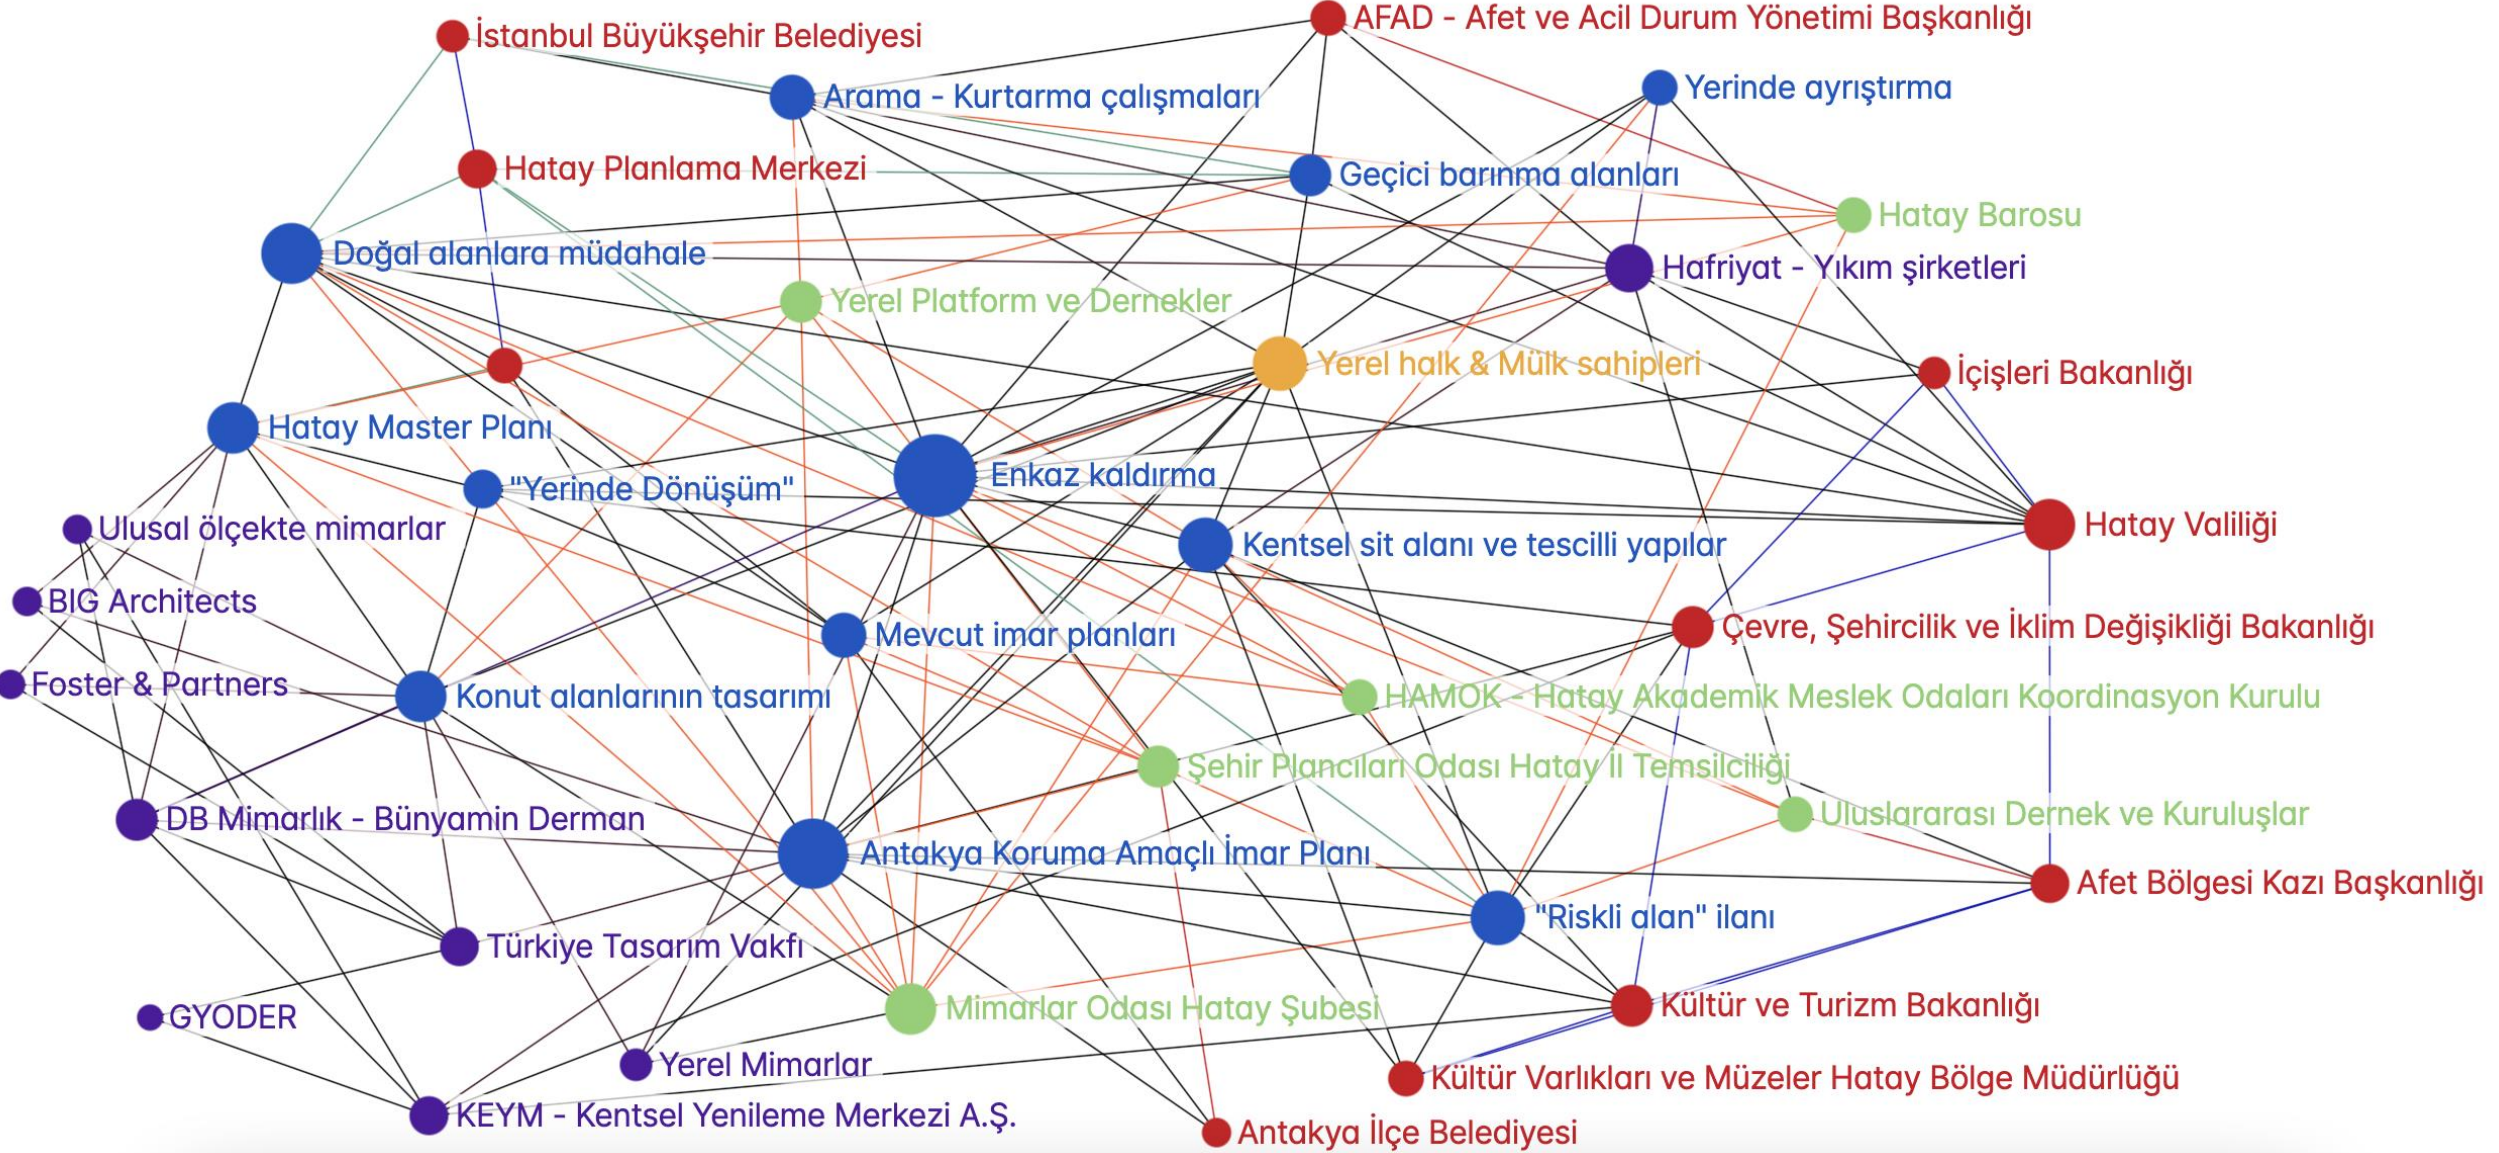 İstanbul Büyükşehir Belediyesi
AFAD - Afet ve Acil Durum Yönetimi Başkanlığı
Arama - Kurtarma çalışmaları
Yerinde ayrıştırma
Hatay Planlama Merkezi
Geçici barınma alanları
Hatay Barosu
Doğal alanlara müdahale
Hafriyat - Yıkım şirketleri
Yerel Platform ve Dernekler
Yerel halk & Mülk sahipleri
İçişleri Bakanlığı
Hatay Master Planı
Enkaz kaldırma
"Yerinde Dönüşüm"
Ulusal ölçekte mimarlar
Hatay Valiliği
Kentsel sit alanı ve tescilli yapılar
BIG Architects
Mevcut imar planları
Çevre, Şehircilik ve İklim Değişikliği Bakanlığı
Foster & Partners
Konut alanlarının tasarımı
HAMOK - Hatay Akademik Meslek Odaları Koordinasyon Kurulu
Şehir Plancıları Odası Hatay İl Temsilciliği
DB Mimarlık - Bünyamin Derman
Uluslararası Dernek ve Kuruluşlar
Antakya Koruma Amaçlı İmar Planı
Afet Bölgesi Kazı Başkanlığı
"Riskli alan" ilanı
Türkiye Tasarım Vakfı
Mimarlar Odası Hatay Şubesi
Kültür ve Turizm Bakanlığı
GYODER
Yerel Mimarlar
Kültür Varlıkları ve Müzeler Hatay Bölge Müdürlüğü
KEYM - Kentsel Yenileme Merkezi A.Ş.
Antakya İlçe Belediyesi